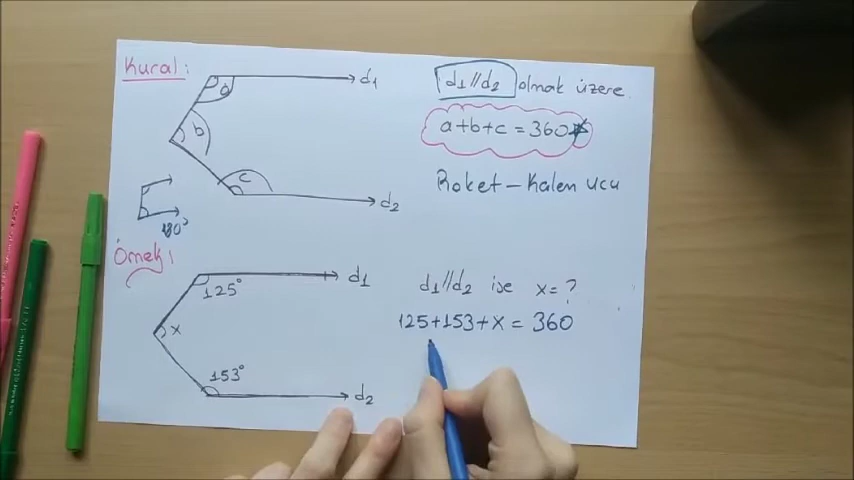 Kural:
a
d1
b
c
d2
d1//d2 olmak üzere.
a+b+c=360
Roket-Kalem ucu
180°
Örnek:
125°
d1
x
153°
d2
d1//d2 ise x=?
125+153+x=360